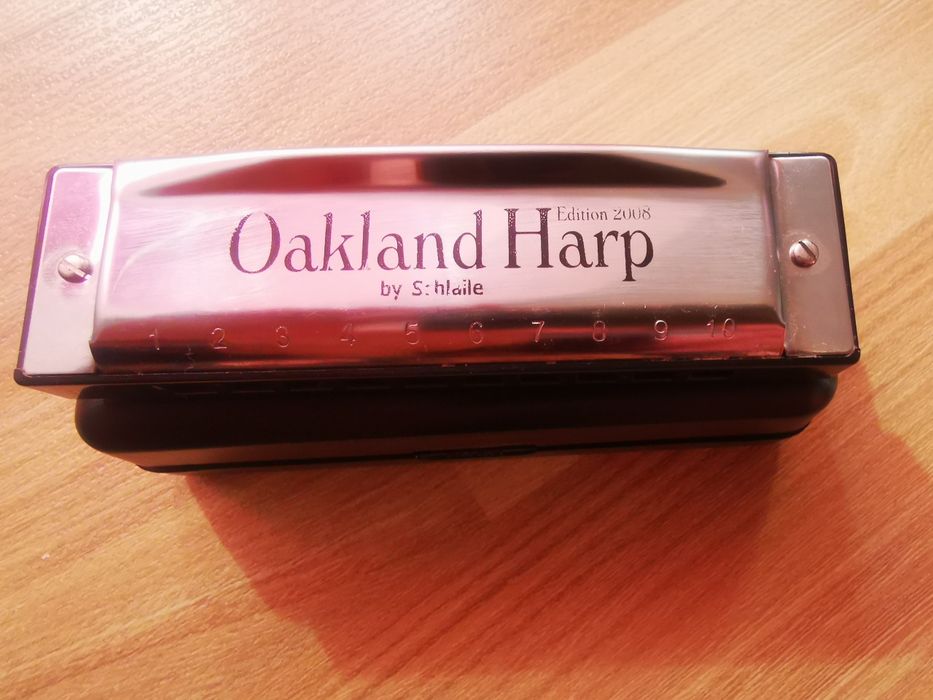 Edition 2008
Oakland Harp
by Schlaile
1 2 3 4 5 6 7 8 9 10